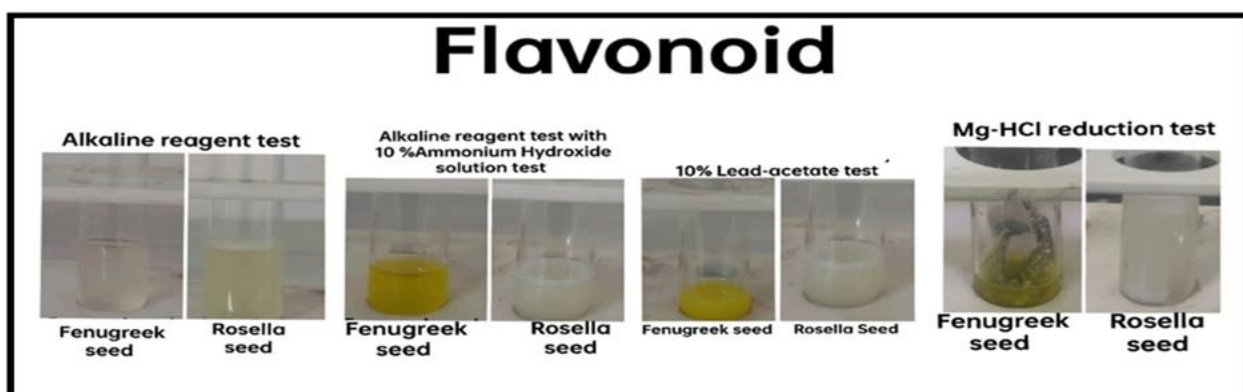 Flavonoid
Alkaline reagent test
Fenugreek
seed
Rosella
seed
Alkaline reagent test with
10 %Ammonium Hydroxide
solution test
Fenugreek
seed
Rosella
seed
10% Lead-acetate test
Fenugreek seed
Rosella Seed
Mg-HCl reduction test
Fenugreek
seed
Rosella
seed